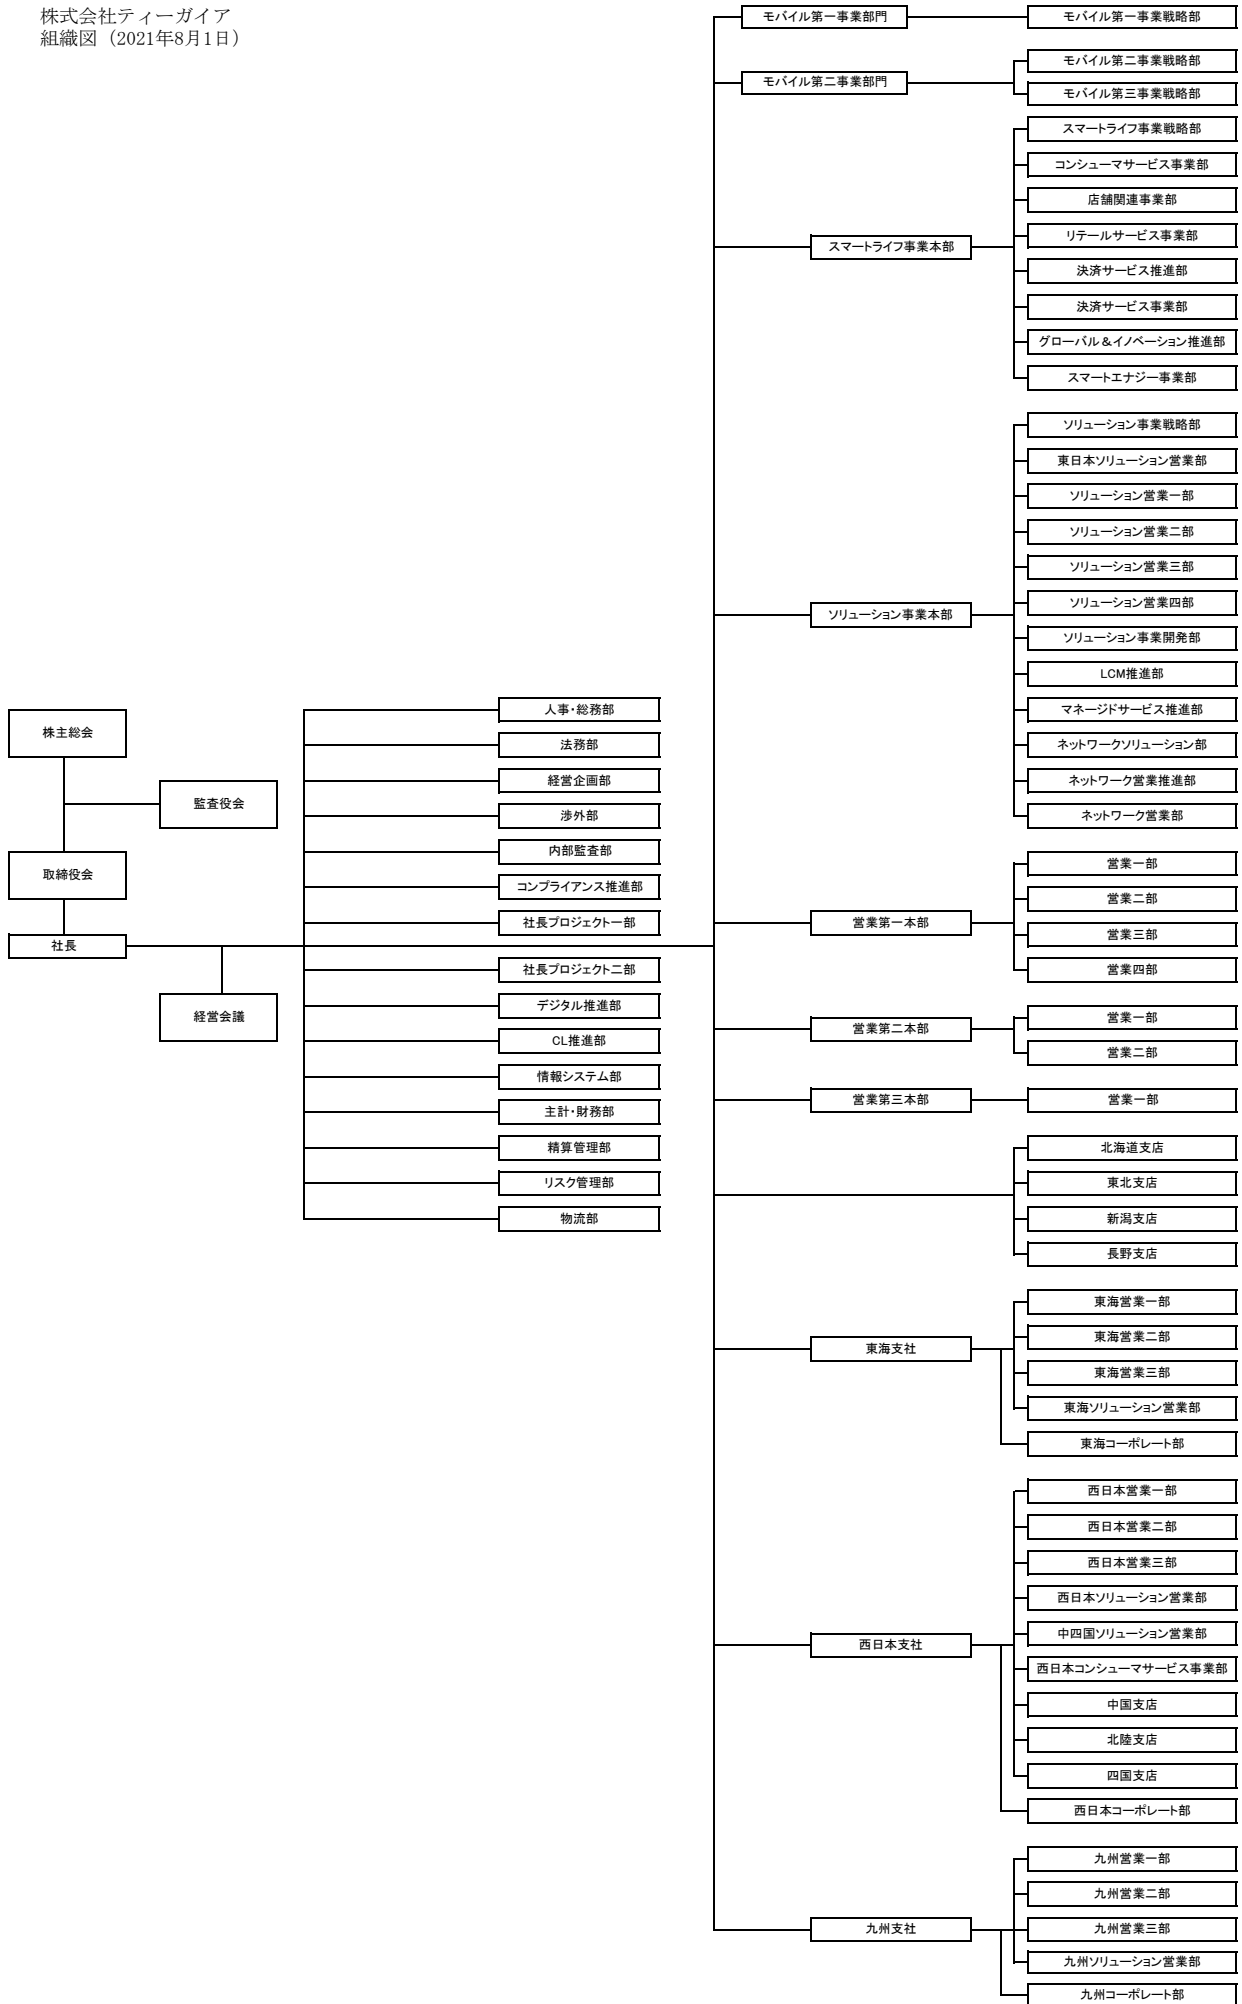 株式会社ティーガイア
組織図（2021年8月1日）
株主総会
監査役会
取締役会
社長
経営会議
人事・総務部
法務部
経営企画部
渉外部
内部監査部
コンプライアンス推進部
社長プロジェクト一部
社長プロジェクト二部
デジタル推進部
CL推進部
情報システム部
主計・財務部
精算管理部
リスク管理部
物流部
モバイル第一事業部門
モバイル第一事業戦略部
モバイル第二事業部門
モバイル第二事業戦略部
モバイル第三事業戦略部
スマートライフ事業本部
スマートライフ事業戦略部
コンシューマサービス事業部
店舗関連事業部
リテールサービス事業部
決済サービス推進部
決済サービス事業部
グローバル＆イノベーション推進部
スマートエナジー事業部
ソリューション事業本部
ソリューション事業戦略部
東日本ソリューション営業部
ソリューション営業一部
ソリューション営業二部
ソリューション営業三部
ソリューション営業四部
ソリューション事業開発部
LCM推進部
マネージドサービス推進部
ネットワークソリューション部
ネットワーク営業推進部
ネットワーク営業部
営業第一本部
営業一部
営業二部
営業三部
営業四部
営業第二本部
営業一部
営業二部
営業第三本部
営業一部
北海道支店
東北支店
新潟支店
長野支店
東海支社
東海営業一部
東海営業二部
東海営業三部
東海ソリューション営業部
東海コーポレート部
西日本支社
西日本営業一部
西日本営業二部
西日本営業三部
西日本ソリューション営業部
中四国ソリューション営業部
西日本コンシューマサービス事業部
中国支店
北陸支店
四国支店
西日本コーポレート部
九州支社
九州営業一部
九州営業二部
九州営業三部
九州ソリューション営業部
九州コーポレート部